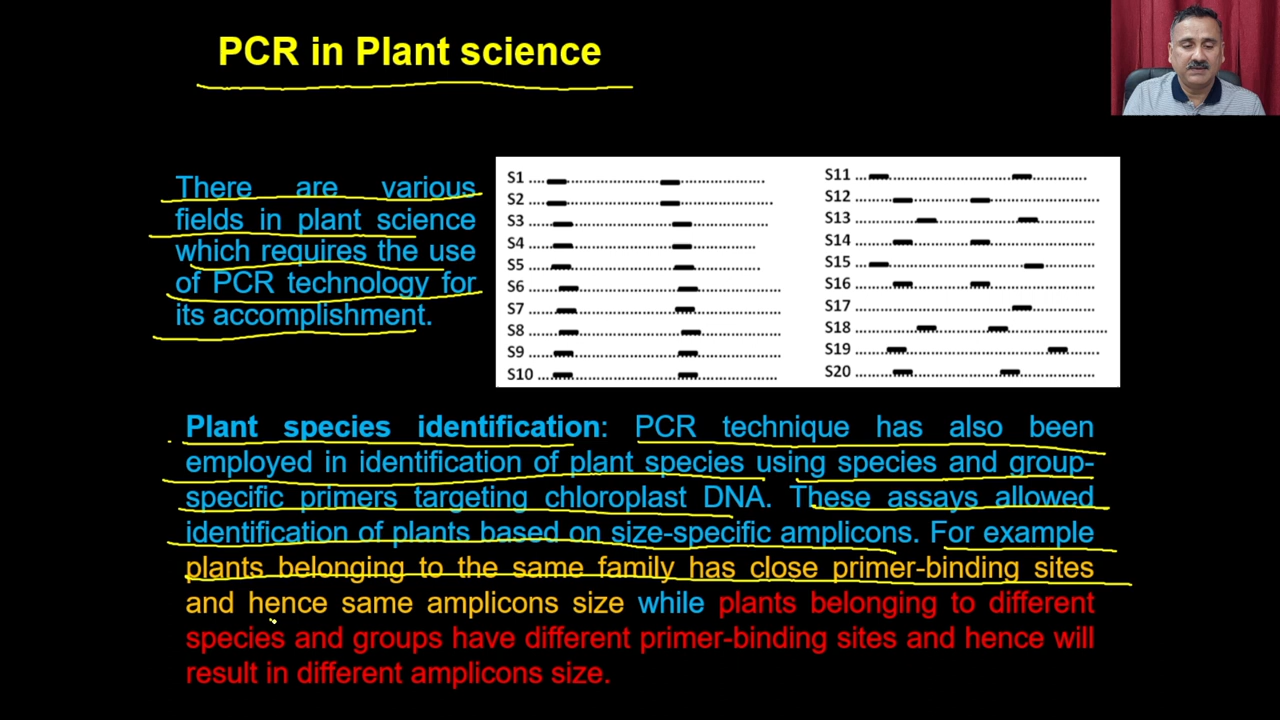 PCR in Plant science
There are various
fields in plant science
which requires the use
of PCR technology for
its accomplishment.
S1
S2
S3
S4
S5
S6
S7
S8
S9
S10
S11
S12
S13
S14
S15
S16
S17
S18
S19
S20
Plant species identification: PCR technique has also been
employed in identification of plant species using species and group-
specific primers targeting chloroplast DNA. These assays allowed
identification of plants based on size-specific amplicons. For example
plants belonging to the same family has close primer-binding sites
and hence same amplicons size while plants belonging to different
species and groups have different primer-binding sites and hence will
result in different amplicons size.